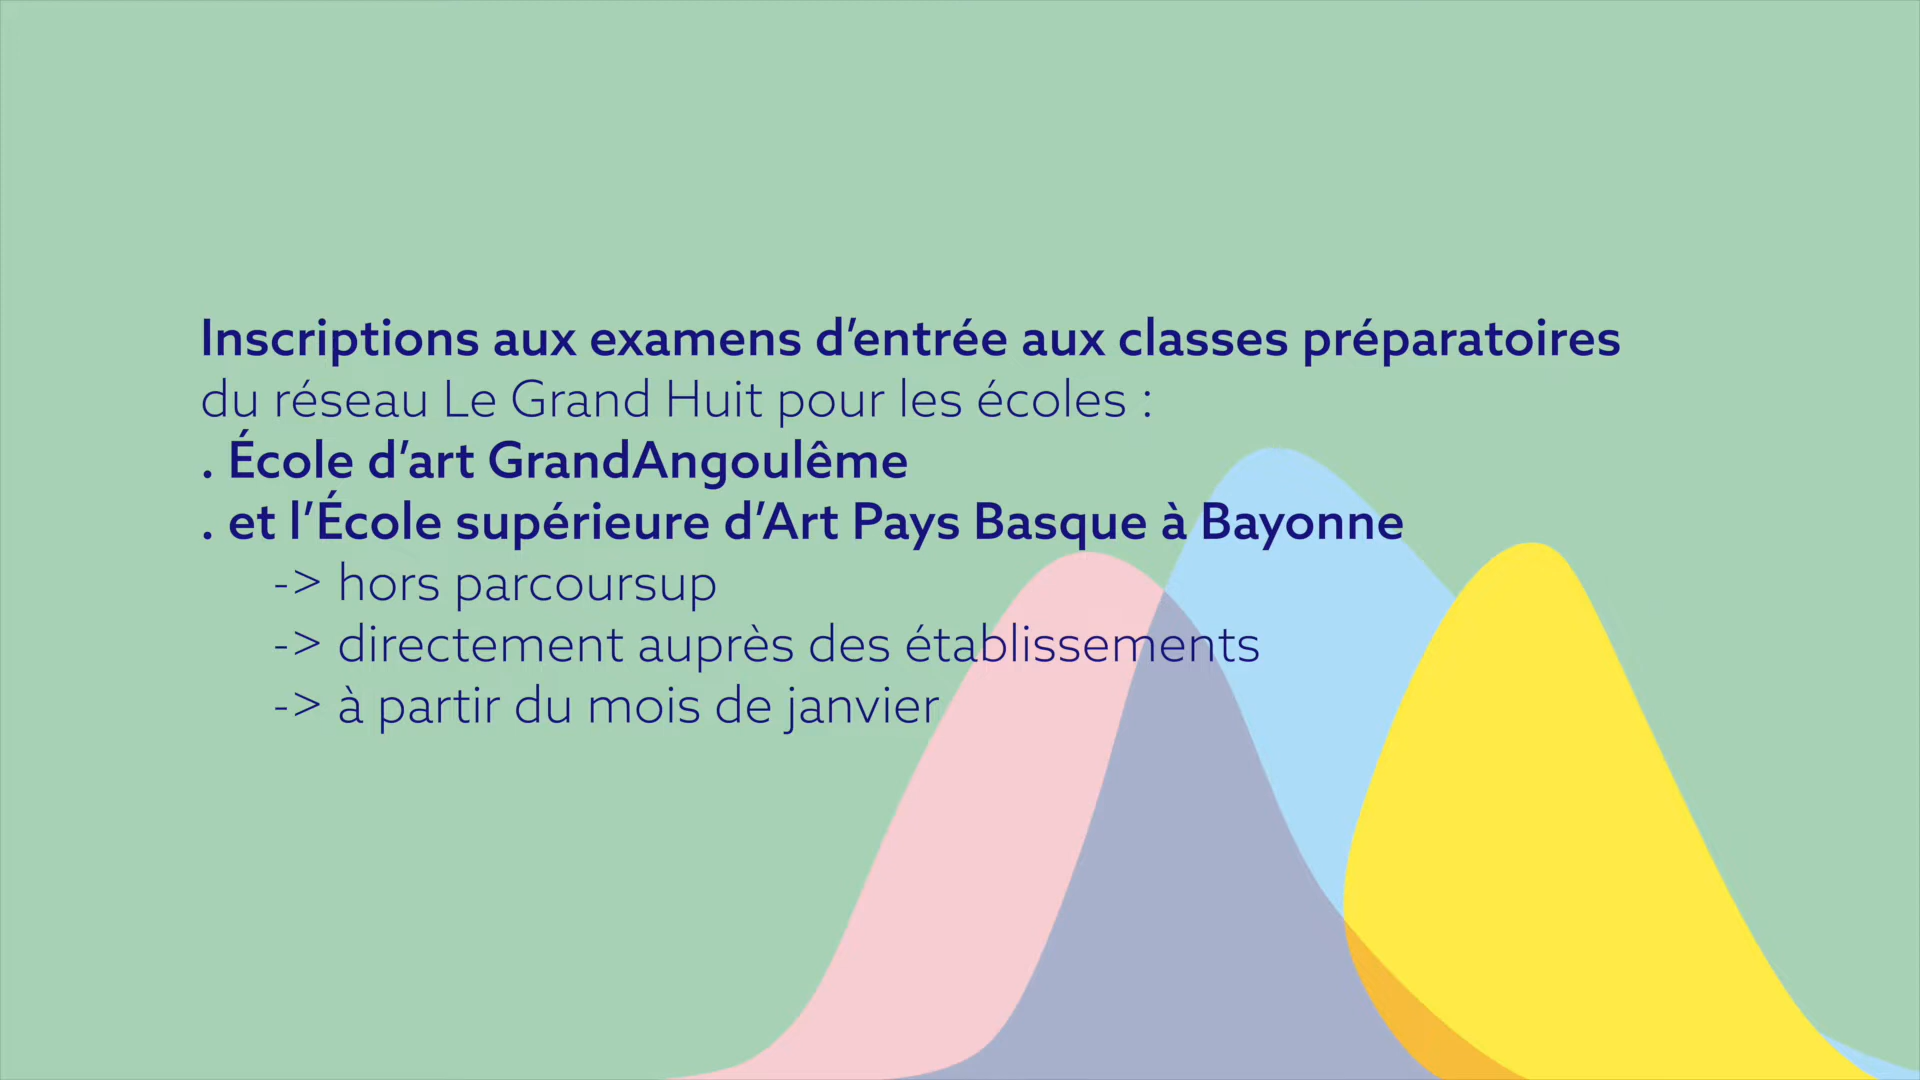 Inscriptions aux examens d’entrée aux classes préparatoires
du réseau Le Grand Huit pour les écoles :
. École d’art GrandAngoulême
. et l’École supérieure d’Art Pays Basque à Bayonne
-> hors parcoursup
-> directement auprès des établissements
-> à partir du mois de janvier